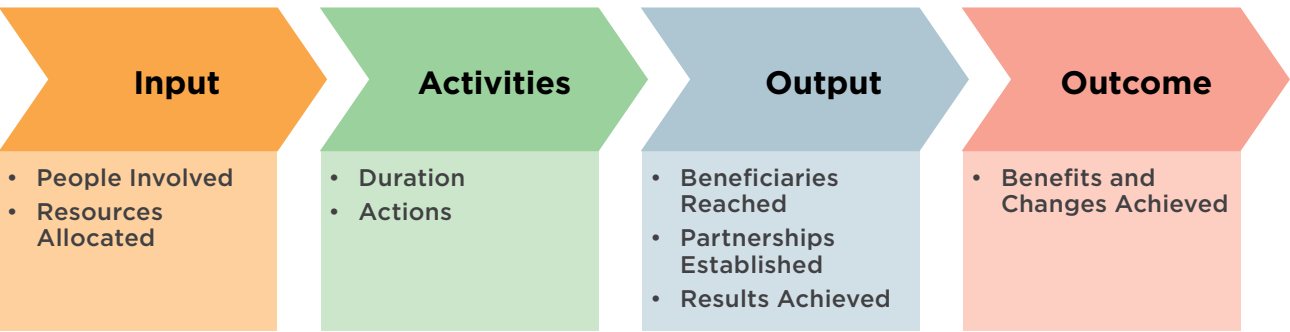 Input
• People Involved
• Resources
Allocated
Activities
• Duration
• Actions
Output
• Beneficiaries
Reached
• Partnerships
Established
• Results Achieved
Outcome
• Benefits and
Changes Achieved